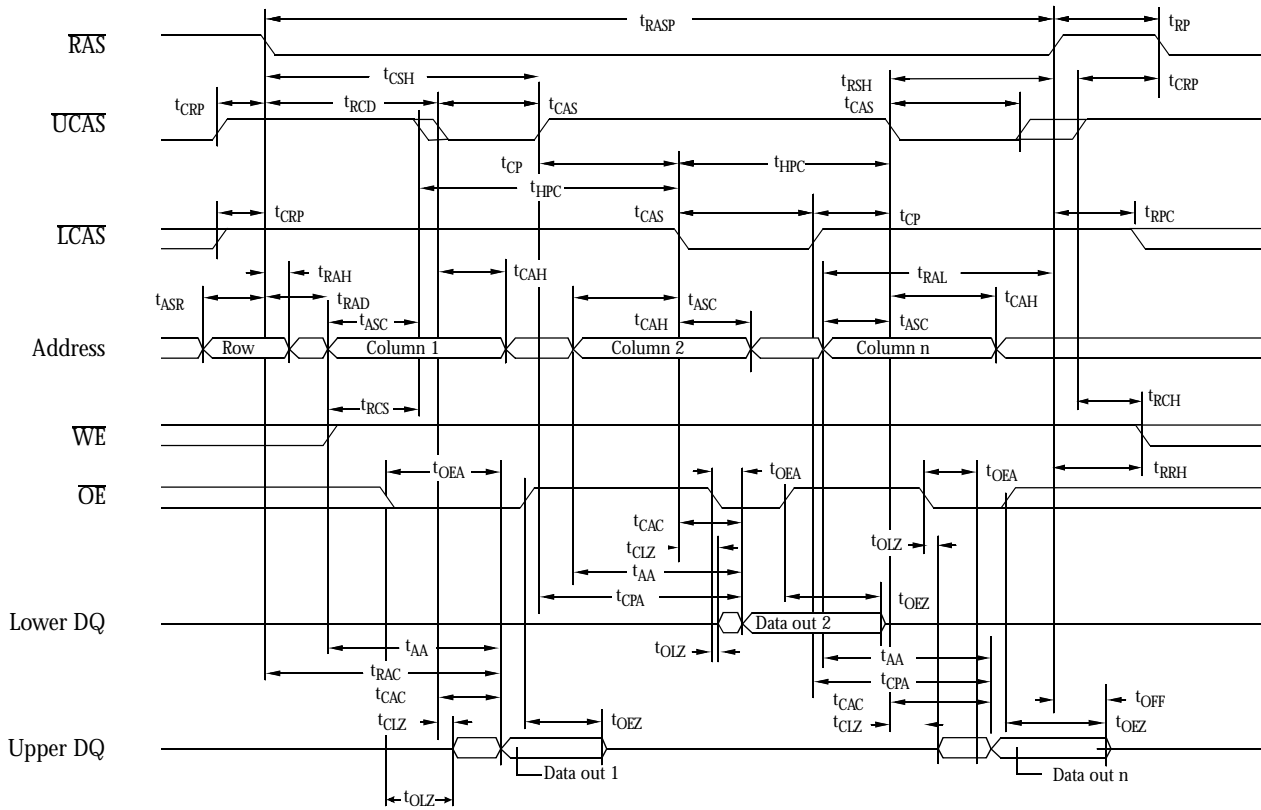 tRASP tRP
RAS
tCSH tRSH
tCRP tRCD tCAS tCAS tCRP
UCAS
tCP tHPC
tHPC
tCRP tCAS tCP tRPC
LCAS
tRAH tCAH tRAL
tASR tRAD tASC tCAH
tASC tCAH tASC
Address Row Column 1 Column 2 Column n
tRCS tRCH
WE
tOEA tOEA tOEA tRRH
OE
tCAC
tCLZ tOLZ
tAA
tCPA tOEZ
Lower DQ Data out 2
tAA tOLZ tAA
tRAC tCPA
tCAC tCAC tOFF
tCLZ tOEZ tCLZ tOEZ
Upper DQ
Data out 1 Data out n
tOLZ